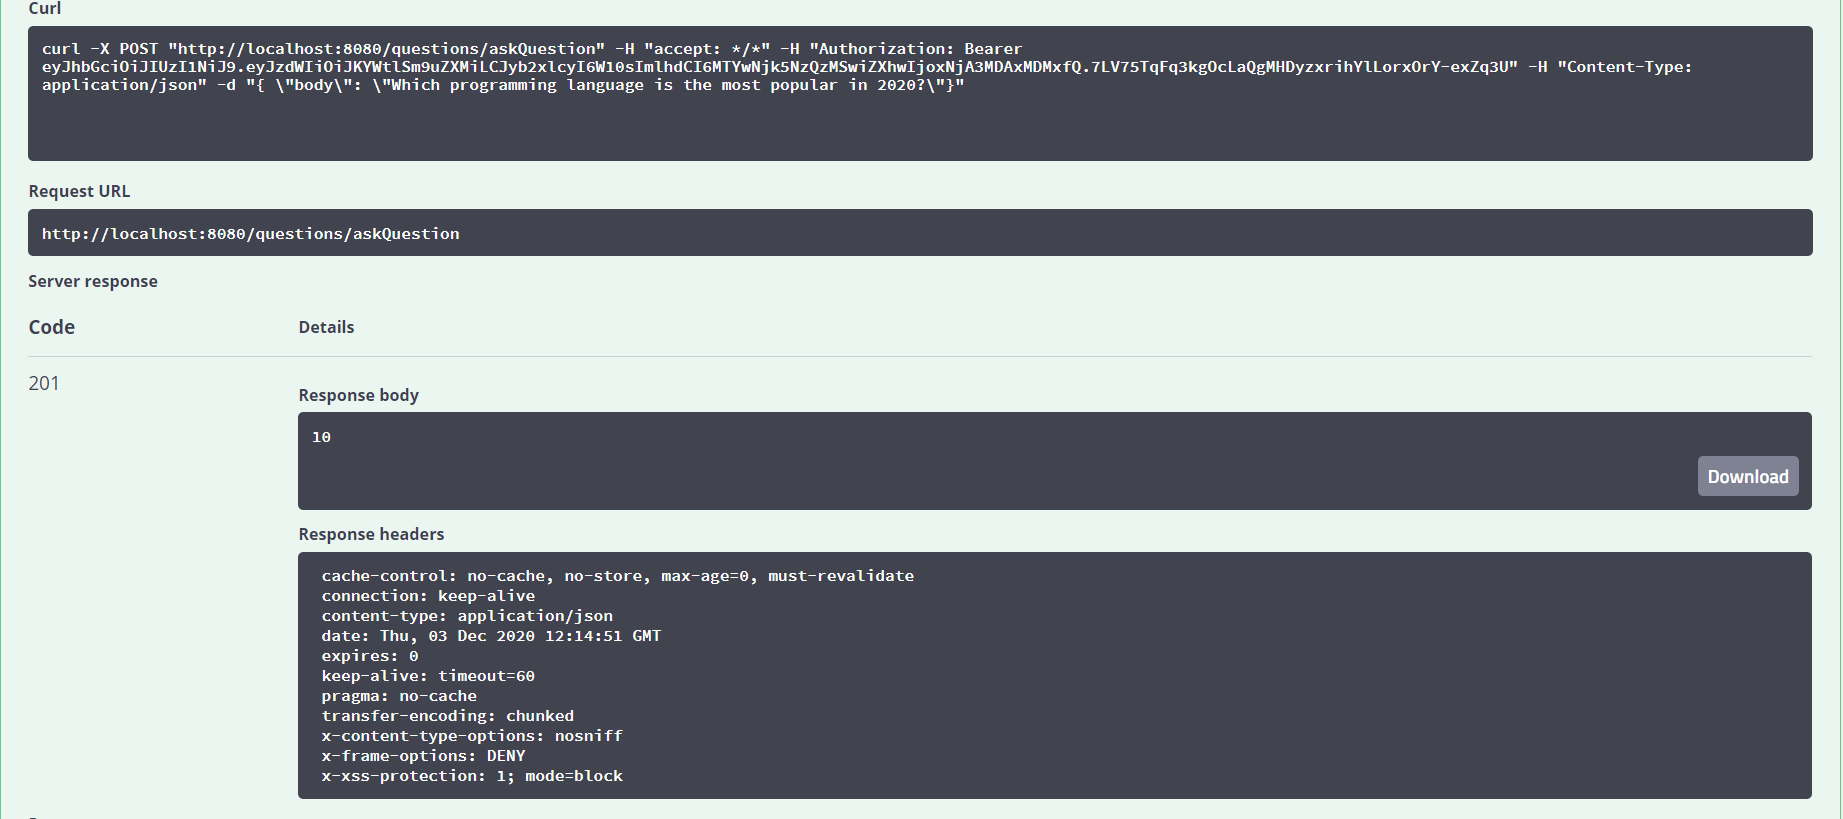 Curl
curl -X POST "http://localhost:8080/questions/askQuestion" -H "accept: */*" -H "Authorization: Bearer
eyJhbGciOiJIUzI1NiJ9.eyJzdWIiOiJKYWtlSm9uZXMiLCJyb2xlcyI6W10sImlhdCI6MTYwNjk5NzQzMSwiZXhwIjoxNjA3MDAxMDMxfQ.7LV75TqFq3kgOcLaQgMHDyzxrihYlLorxOrY-exZq3U" -H "Content-Type:
application/json" -d "{ \"body\": \"Which programming language is the most popular in 2020?\"}"
Request URL
http://localhost:8080/questions/askQuestion
Server response
Code Details
201
Response body
10
Download
Response headers
cache-control: no-cache, no-store, max-age=0, must-revalidate
connection: keep-alive
content-type: application/json
date: Thu, 03 Dec 2020 12:14:51 GMT
expires: 0
keep-alive: timeout=60
pragma: no-cache
transfer-encoding: chunked
x-content-type-options: nosniff
x-frame-options: DENY
x-xss-protection: 1; mode=block